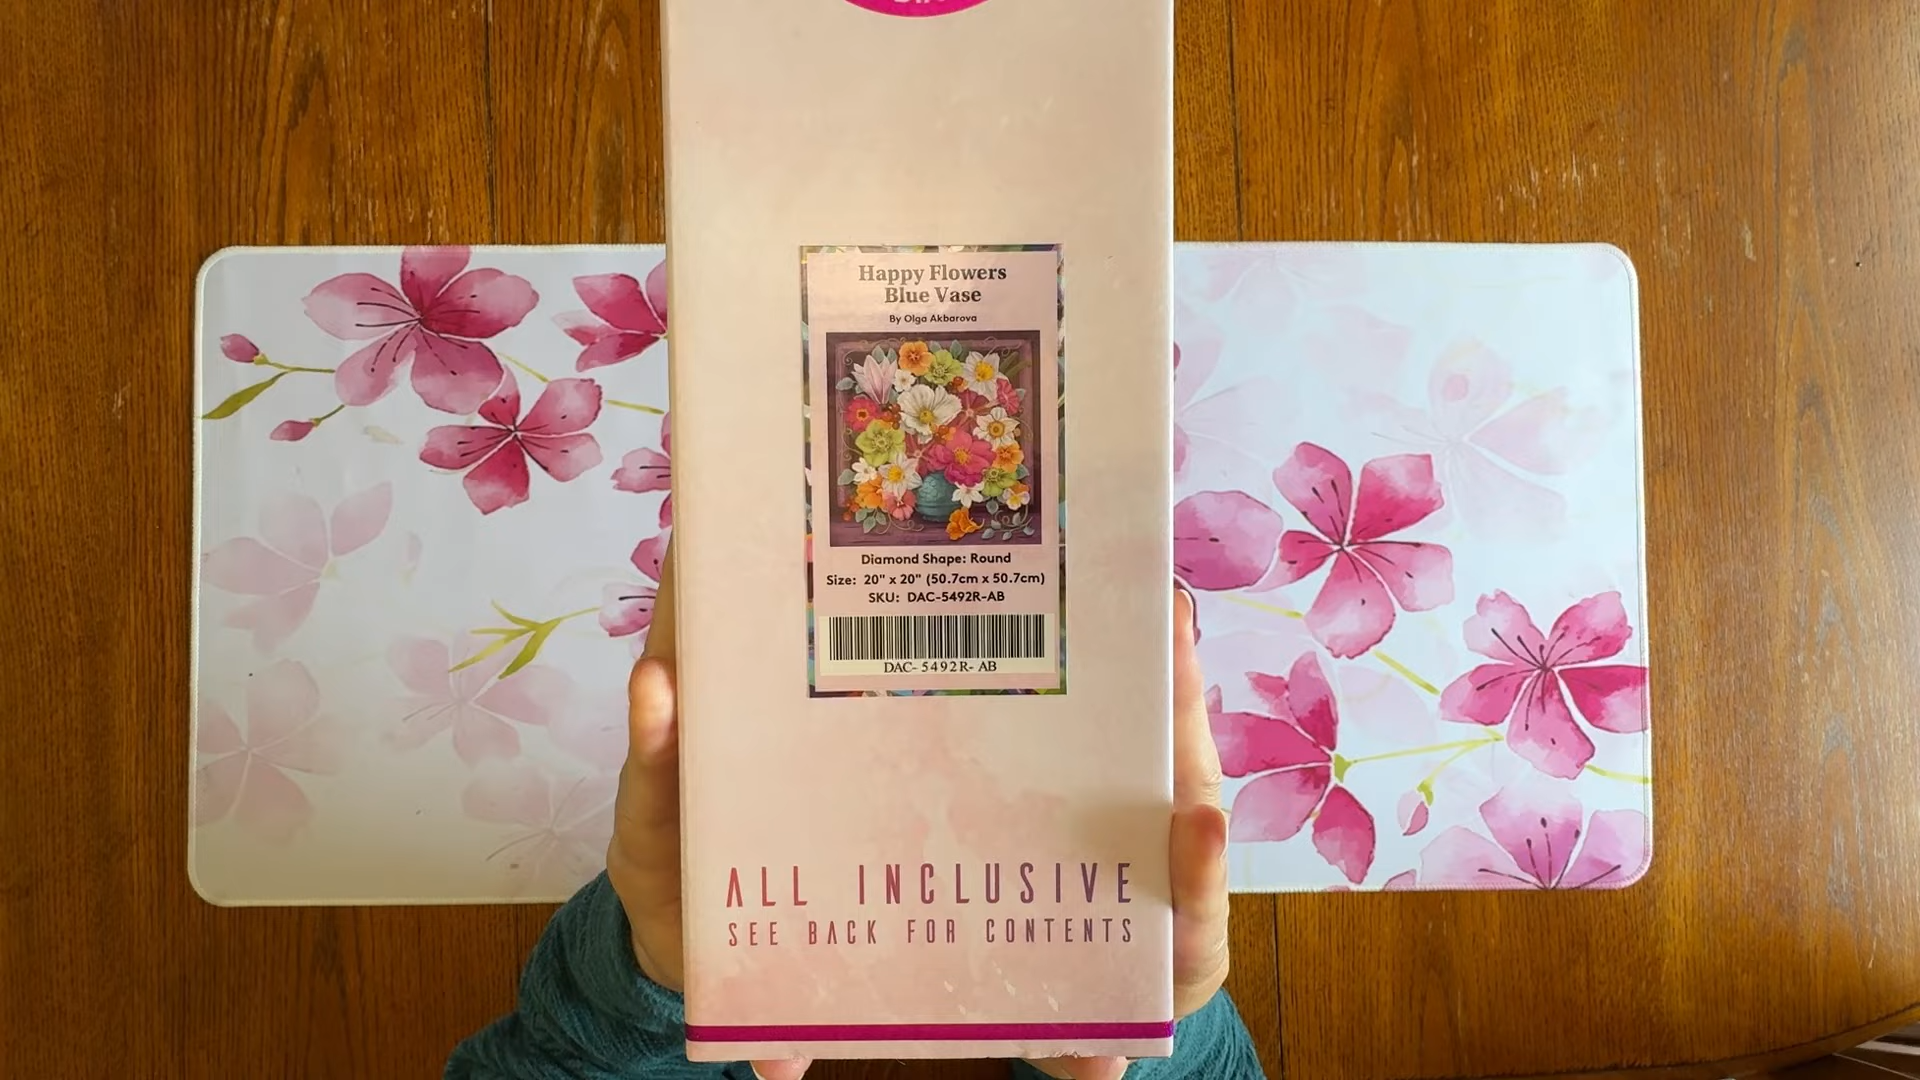 Happy Flowers
Blue Vase
By Olga Akbarova
Diamond Shape: Round
Size: 20" x 20" (50.7cm x 50.7cm)
SKU: DAC-5492R-AB
DAC- 5492R- AB
ALL INCLUSIVE
SEE BACK FOR CONTENTS